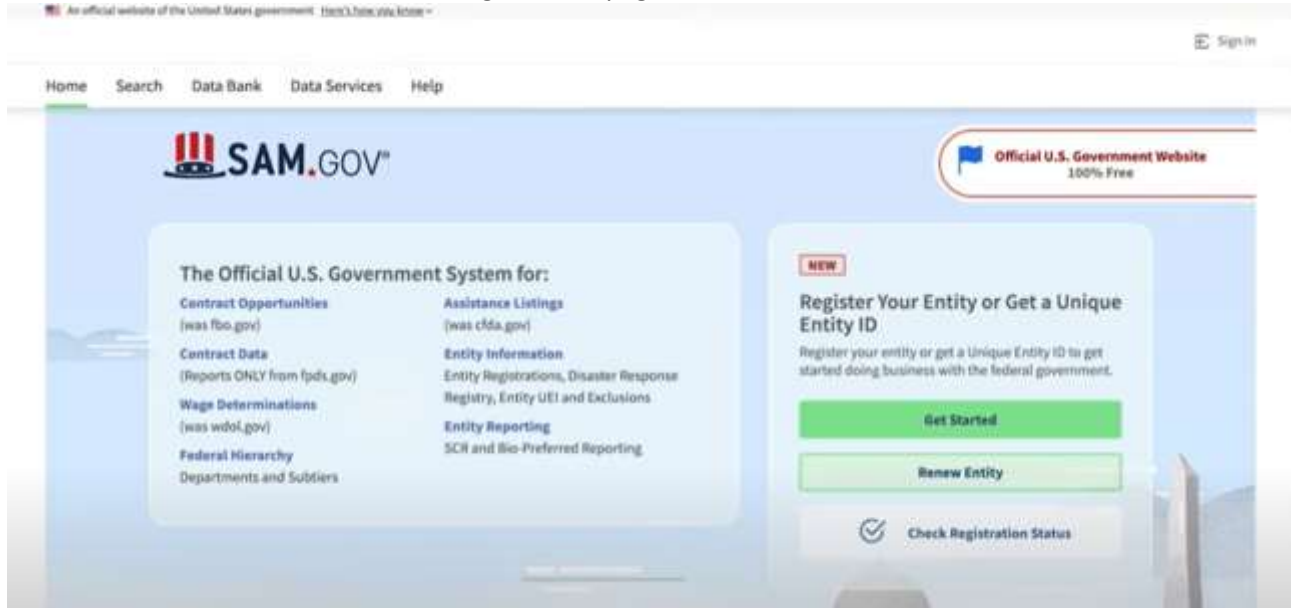 An official website of the United States government Here's how you know
Sign In
Home Search Data Bank Data Services Help
SAM.GOV
Official U.S. Government Website
100% Free
The Official U.S. Government System for:
Contract Opportunities
(was fbo.gov)
Contract Data
(Reports ONLY from fpds.gov)
Wage Determinations
(was wdol.gov)
Federal Hierarchy
Departments and Subtiers
Assistance Listings
(was cfda.gov)
Entity Information
Entity Registrations, Disaster Response
Registry, Entity UEI and Exclusions
Entity Reporting
SCR and Bio-Preferred Reporting
NEW
Register Your Entity or Get a Unique
Entity ID
Register your entity or get a Unique Entity ID to get
started doing business with the federal government.
Get Started
Renew Entity
Check Registration Status